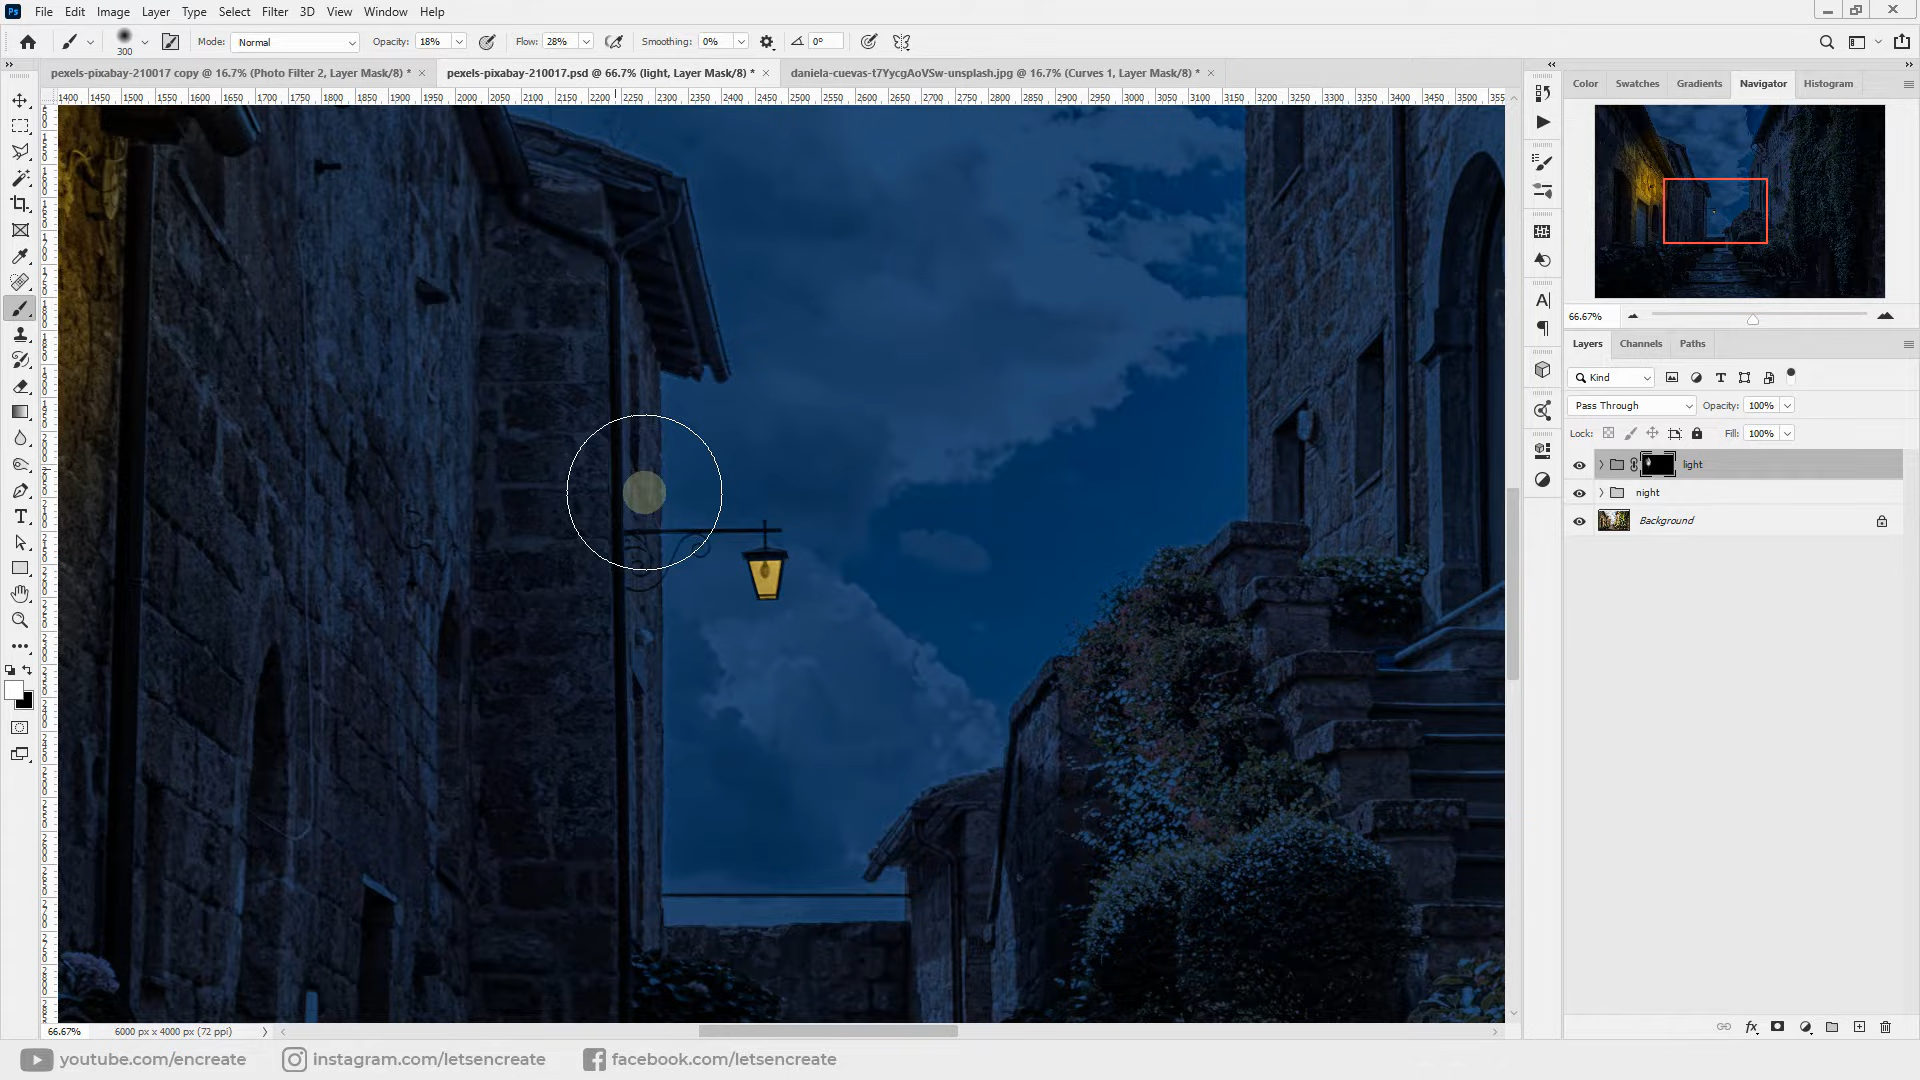 Ps File Edit Image Layer Type Select Filter 3D View Window Help
300 Mode: Normal Opacity: 18% Flow: 28% Smoothing: 0% 0°
pexels-pixabay-210017 copy @ 16.7% (Photo Filter 2, Layer Mask/8) * × pexels-pixabay-210017.psd @ 66.7% (light, Layer Mask/8) * × daniela-cuevas-t7YycgAoVSw-unsplash.jpg @ 16.7% (Curves 1, Layer Mask/8) * ×
1400 1450 1500 1550 1600 1650 1700 1750 1800 1850 1900 1950 2000 2050 2100 2150 2200 2250 2300 2350 2400 2450 2500 2550 2600 2650 2700 2750 2800 2850 2900 2950 3000 3050 3100 3150 3200 3250 3300 3350 3400 3450 3500 355
Color Swatches Gradients Navigator Histogram
66.67%
Layers Channels Paths
Kind
Pass Through Opacity: 100%
Lock: Fill: 100%
light
night
Background
66.67% 6000 px x 4000 px (72 ppi)
youtube.com/encreate instagram.com/letsencreate facebook.com/letsencreate